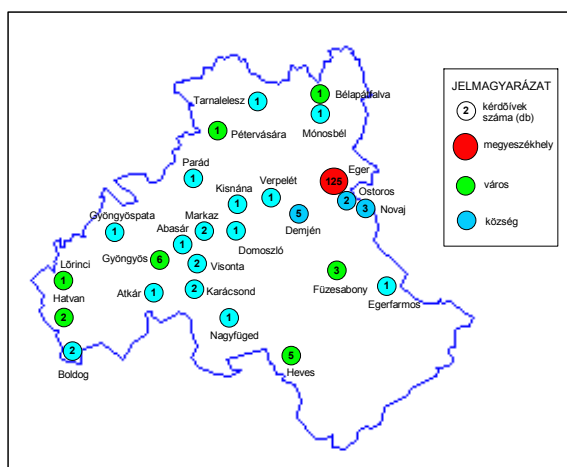 JELMAGYARÁZAT
2 kérdőívek
száma (db)
megyeszékhely
város
község
Tarnalelesz
1
1
Bélapátfalva
1
Mónosbél
1
Pétervására
Parád
1
Eger
125
Kisnána
1
Verpelét
1
Ostoros
2
3
Novaj
5
Demjén
Gyöngyöspata
1
Abasár
1
Markaz
2
1
Domoszló
Gyöngyös
6
2
Visonta
3
Füzesabony
1
Egerfarmos
Lőrinci
1
Hatvan
2
Atkár
1
2
Karácsond
1
Nagyfüged
2
Boldog
5
Heves